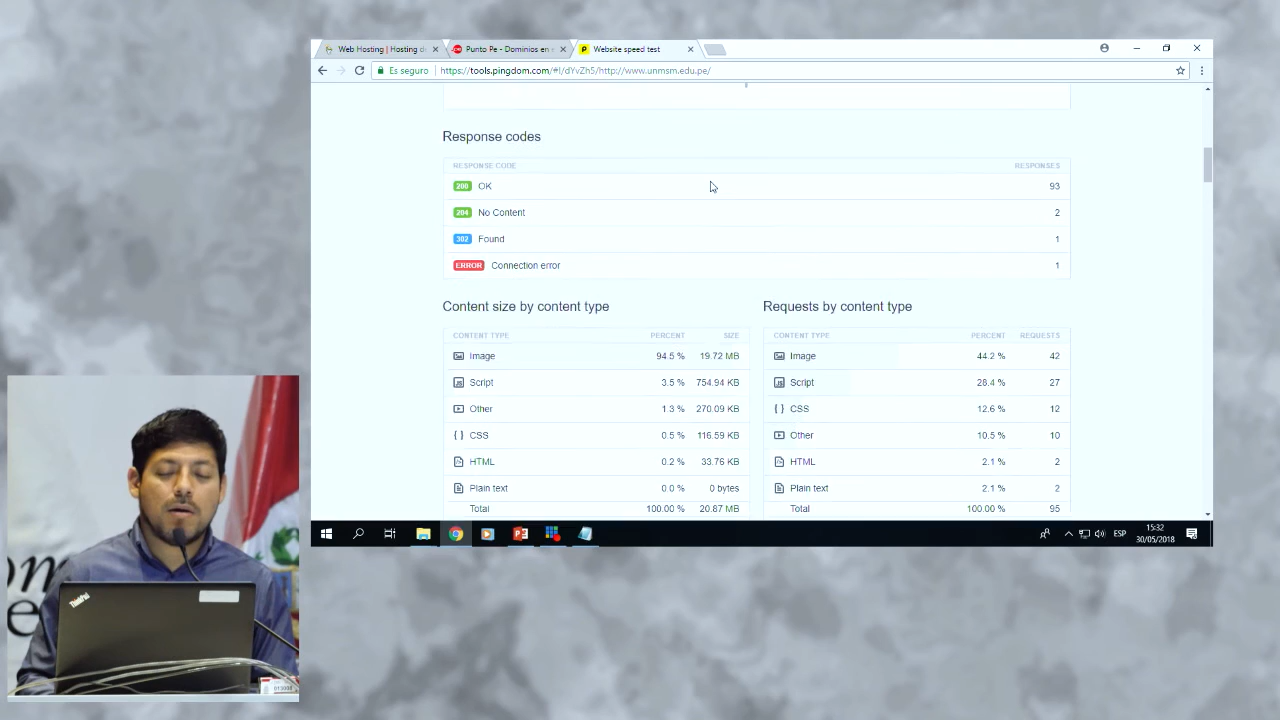 Web Hosting | Hosting d
Punto Pe - Dominios en
Website speed test
Es seguro
https://tools.pingdom.com/#!/dYvZhS/http://www.unmsm.edu.pe/
Response codes
RESPONSE CODE RESPONSES
200 OK 93
204 No Content 2
302 Found 1
ERROR Connection error 1
Content size by content type
CONTENT TYPE PERCENT SIZE
Image 94.5 % 19.72 MB
Script 3.5 % 754.94 KB
Other 1.3 % 270.09 KB
CSS 0.5 % 116.59 KB
HTML 0.2 % 33.76 KB
Plain text 0.0 % 0 bytes
Total 100.00 % 20.87 MB
Requests by content type
CONTENT TYPE PERCENT REQUESTS
Image 44.2 % 42
Script 28.4 % 27
CSS 12.6 % 12
Other 10.5 % 10
HTML 2.1 % 2
Plain text 2.1 % 2
Total 100.00 % 95
ESP
15:32
30/05/2018
om
e
ThinkPad